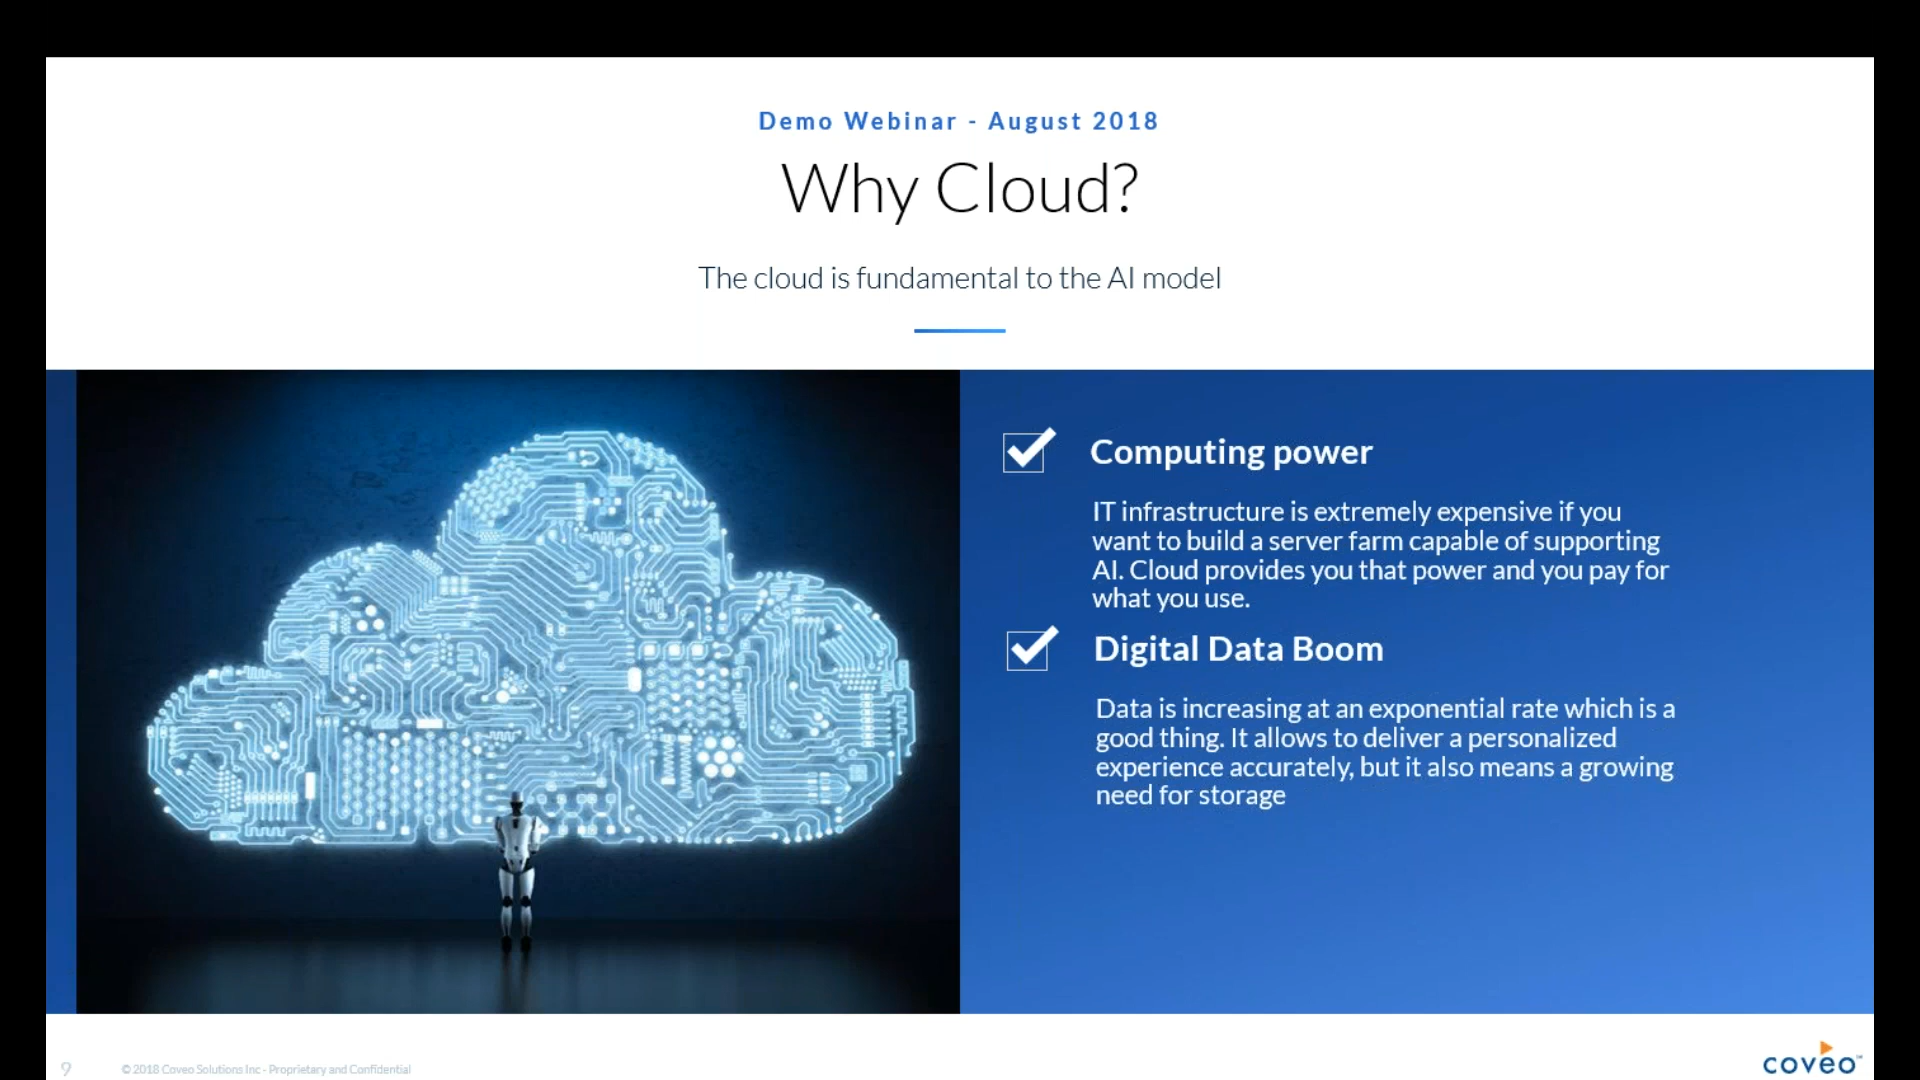 Demo Webinar - August 2018
Why Cloud?
The cloud is fundamental to the AI model
Computing power
IT infrastructure is extremely expensive if you
want to build a server farm capable of supporting
AI. Cloud provides you that power and you pay for
what you use.
Digital Data Boom
Data is increasing at an exponential rate which is a
good thing. It allows to deliver a personalized
experience accurately, but it also means a growing
need for storage
9
© 2018 Coveo Solutions Inc - Proprietary and Confidential
coveo™